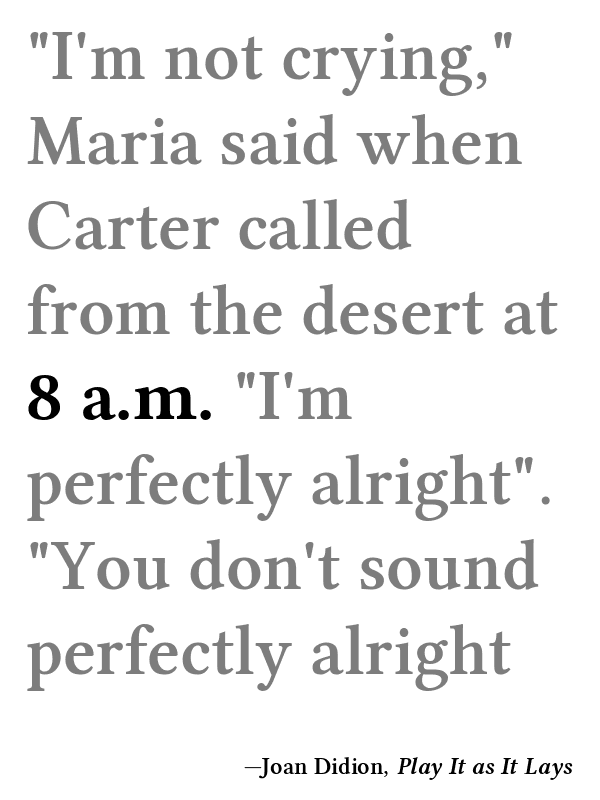 "I'm not crying,"
Maria said when
Carter called
from the desert at
8 a.m. "I'm
perfectly alright".
"You don't sound
perfectly alright
—Joan Didion, Play It as It Lays